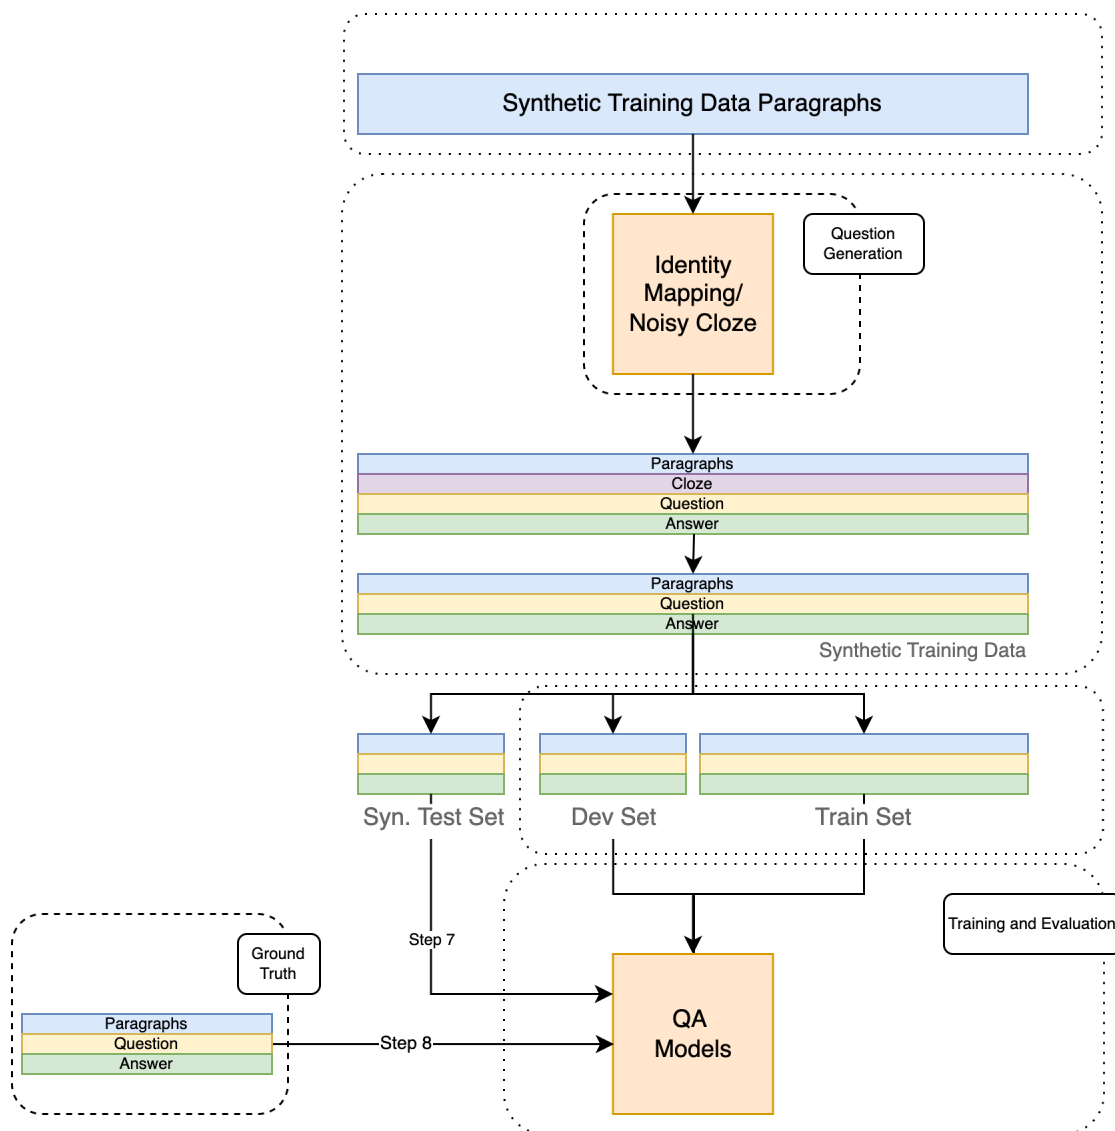 Synthetic Training Data Paragraphs
Identity
Mapping/
Noisy Cloze
Question
Generation
Paragraphs
Cloze
Question
Answer
Paragraphs
Question
Answer
Synthetic Training Data
Syn. Test Set
Dev Set
Train Set
Training and Evaluation
Step 7
Ground
Truth
Paragraphs
Question
Answer
Step 8
QA
Models